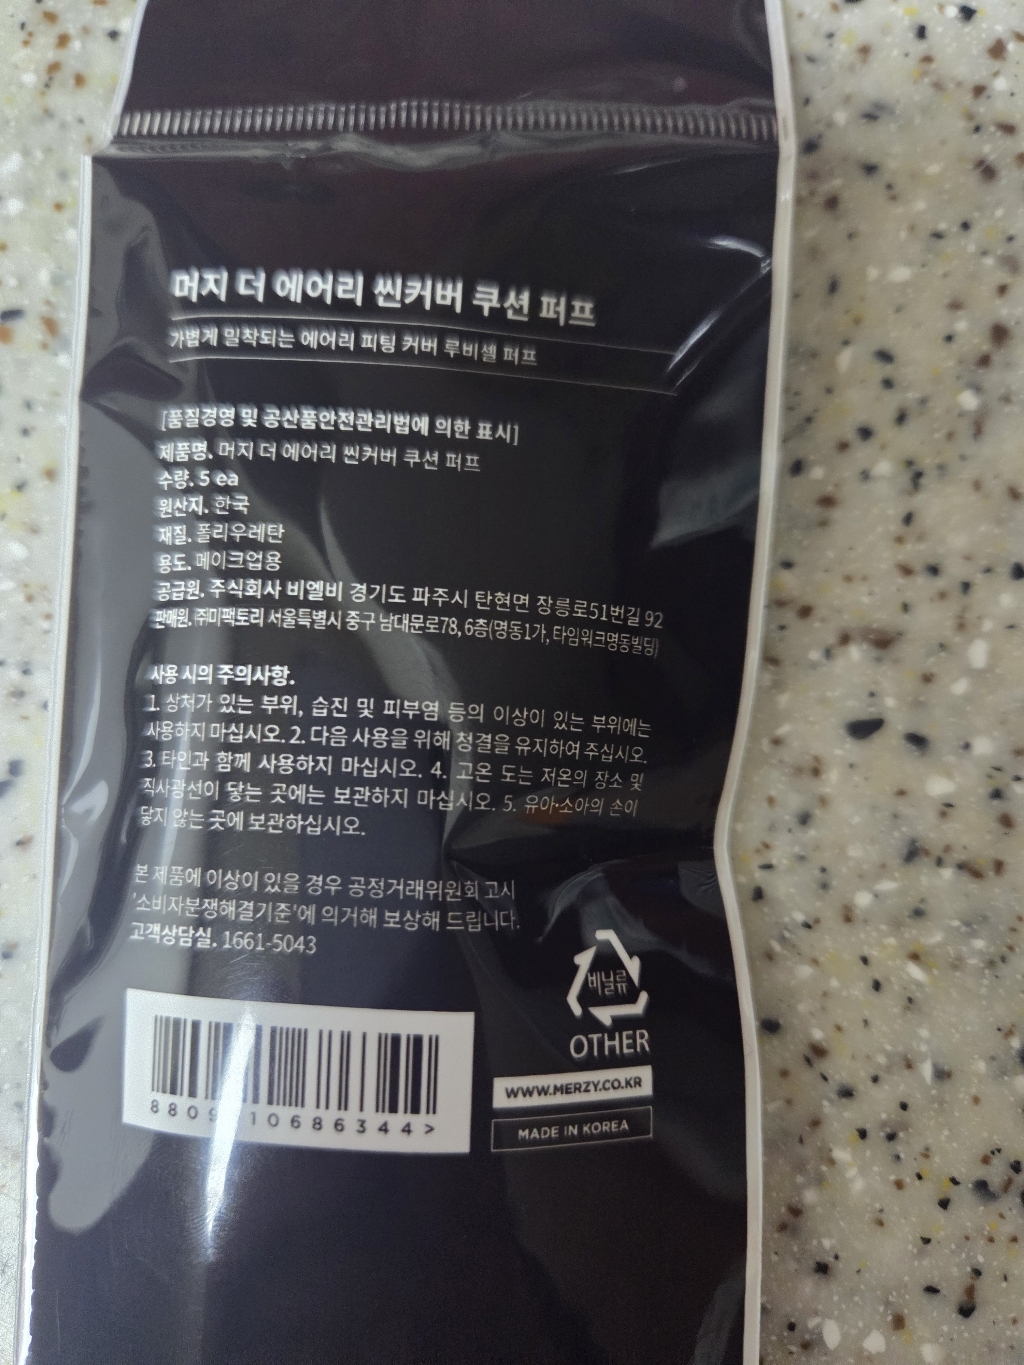 머지 더 에어리 씬커버 쿠션 퍼프
가볍게 밀착되는 에어리 피팅 커버 루비셀 퍼프
[품질경영 및 공산품안전관리법에 의한 표시]
제품명. 머지 더 에어리 씬커버 쿠션 퍼프
수량. 5 ea
원산지. 한국
재질. 폴리우레탄
용도. 메이크업용
공급원. 주식회사 비엘비 경기도 파주시 탄현면 장릉로51번길 92
판매원. ㈜미팩토리 서울특별시 중구 남대문로78, 6층(명동1가, 타임워크명동빌딩)
사용 시의 주의사항.
1. 상처가 있는 부위, 습진 및 피부염 등의 이상이 있는 부위에는
사용하지 마십시오. 2. 다음 사용을 위해 청결을 유지하여 주십시오.
3. 타인과 함께 사용하지 마십시오. 4. 고온 도는 저온의 장소 및
직사광선이 닿는 곳에는 보관하지 마십시오. 5. 유아·소아의 손이
닿지 않는 곳에 보관하십시오.
본 제품에 이상이 있을 경우 공정거래위원회 고시
'소비자분쟁해결기준'에 의거해 보상해 드립니다.
고객상담실. 1661-5043
비닐류
OTHER
WWW.MERZY.CO.KR
MADE IN KOREA